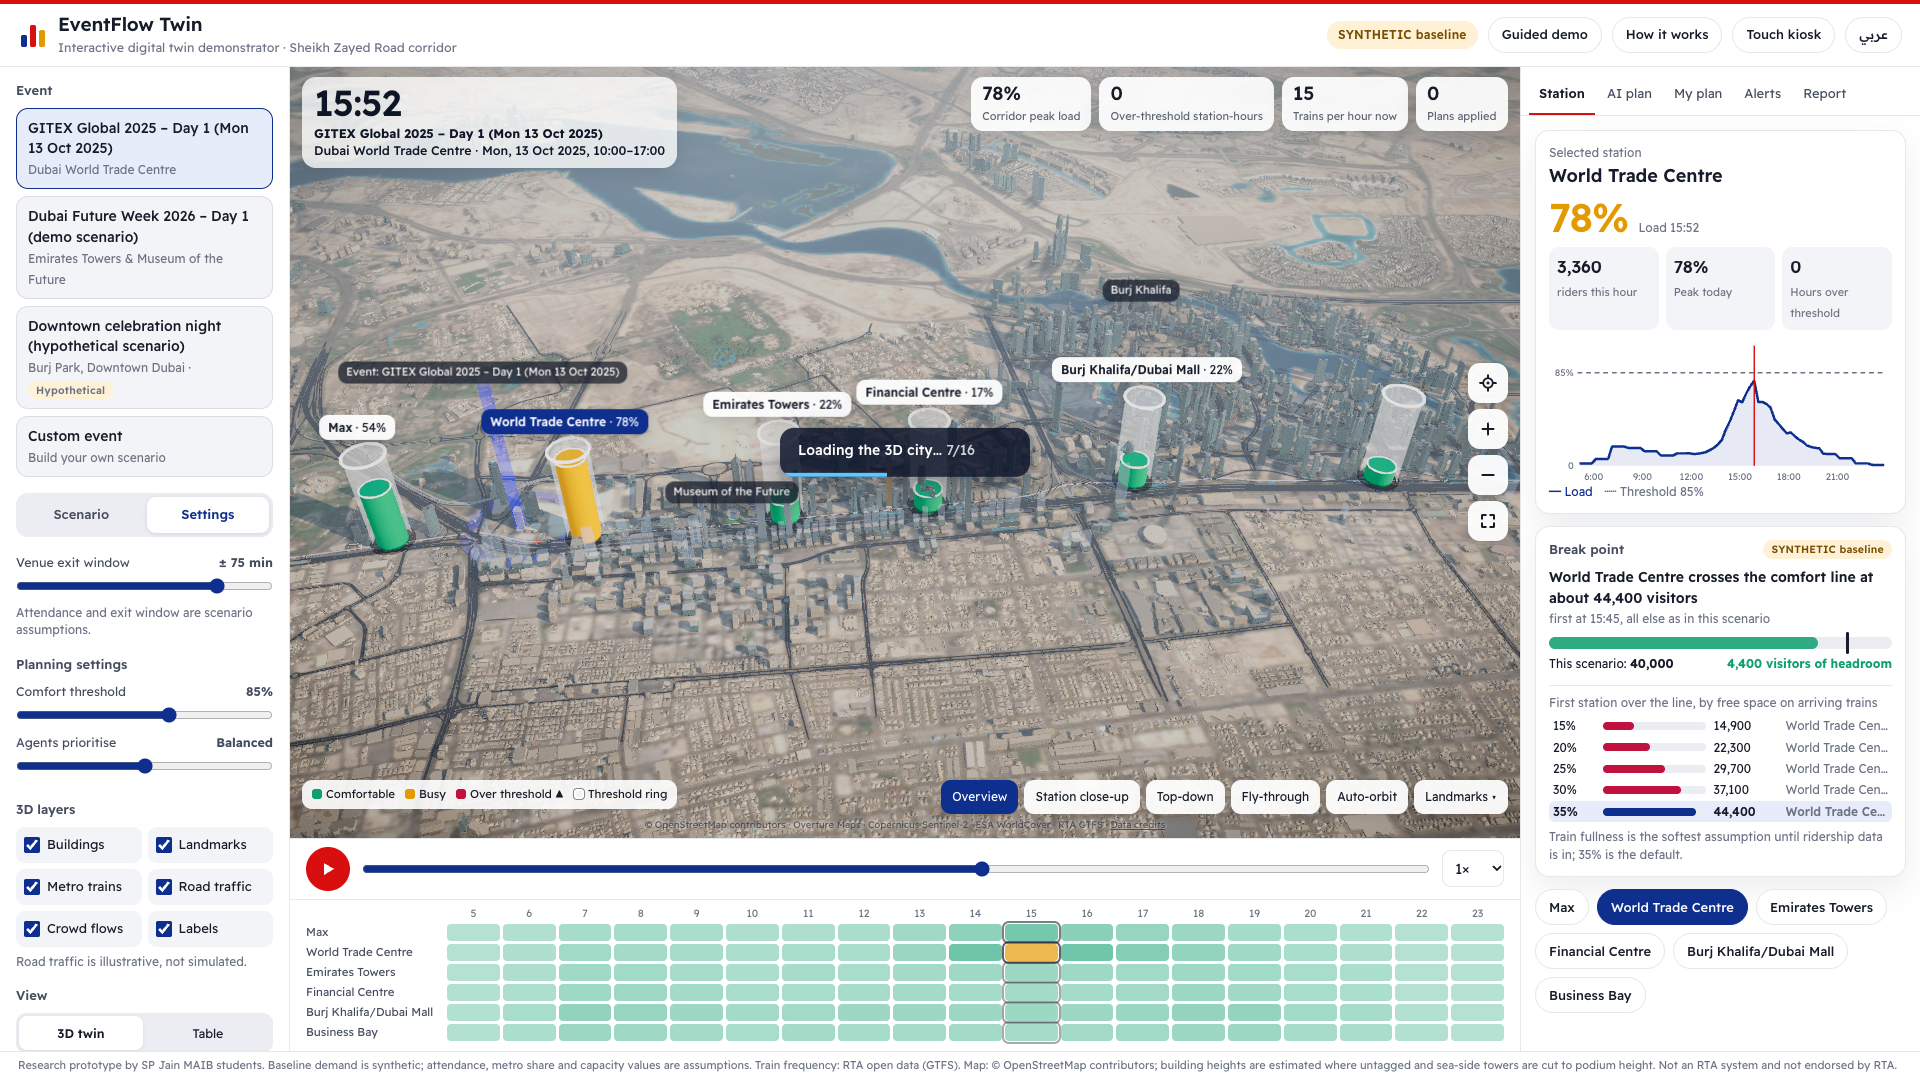 EventFlow Twin
Interactive digital twin demonstrator · Sheikh Zayed Road corridor
SYNTHETIC baseline
Guided demo
How it works
Touch kiosk
عربي
Event
GITEX Global 2025 – Day 1 (Mon
13 Oct 2025)
Dubai World Trade Centre
Dubai Future Week 2026 – Day 1
(demo scenario)
Emirates Towers & Museum of the
Future
Downtown celebration night
(hypothetical scenario)
Burj Park, Downtown Dubai ·
Hypothetical
Custom event
Build your own scenario
Scenario
Settings
Venue exit window
± 75 min
Attendance and exit window are scenario
assumptions.
Planning settings
Comfort threshold
85%
Agents prioritise
Balanced
3D layers
Buildings
Landmarks
Metro trains
Road traffic
Crowd flows
Labels
Road traffic is illustrative, not simulated.
View
3D twin
Table
15:52
GITEX Global 2025 – Day 1 (Mon 13 Oct 2025)
Dubai World Trade Centre · Mon, 13 Oct 2025, 10:00–17:00
78%
Corridor peak load
0
Over-threshold station-hours
15
Trains per hour now
0
Plans applied
Burj Khalifa
Event: GITEX Global 2025 – Day 1 (Mon 13 Oct 2025)
Burj Khalifa/Dubai Mall · 22%
Financial Centre · 17%
Emirates Towers · 22%
World Trade Centre · 78%
Max · 54%
Loading the 3D city... 7/16
Museum of the Future
Comfortable
Busy
Over threshold ▲
Threshold ring
Overview
Station close-up
Top-down
Fly-through
Auto-orbit
Landmarks
© OpenStreetMap contributors · Overture Maps · Copernicus Sentinel-2 · ESA WorldCover · RTA GTFS · Data credits
1×
5 6 7 8 9 10 11 12 13 14 15 16 17 18 19 20 21 22 23
Max
World Trade Centre
Emirates Towers
Financial Centre
Burj Khalifa/Dubai Mall
Business Bay
Station
AI plan
My plan
Alerts
Report
Selected station
World Trade Centre
78% Load 15:52
3,360
riders this hour
78%
Peak today
0
Hours over
threshold
85%
0
6:00 9:00 12:00 15:00 18:00 21:00
Load
Threshold 85%
Break point
SYNTHETIC baseline
World Trade Centre crosses the comfort line at
about 44,400 visitors
first at 15:45, all else as in this scenario
This scenario: 40,000
4,400 visitors of headroom
First station over the line, by free space on arriving trains
15% 14,900 World Trade Cen...
20% 22,300 World Trade Cen...
25% 29,700 World Trade Cen...
30% 37,100 World Trade Cen...
35% 44,400 World Trade Ce...
Train fullness is the softest assumption until ridership data
is in; 35% is the default.
Max
World Trade Centre
Emirates Towers
Financial Centre
Burj Khalifa/Dubai Mall
Business Bay
Research prototype by SP Jain MAIB students. Baseline demand is synthetic; attendance, metro share and capacity values are assumptions. Train frequency: RTA open data (GTFS). Map: © OpenStreetMap contributors; building heights are estimated where untagged and sea-side towers are cut to podium height. Not an RTA system and not endorsed by RTA.